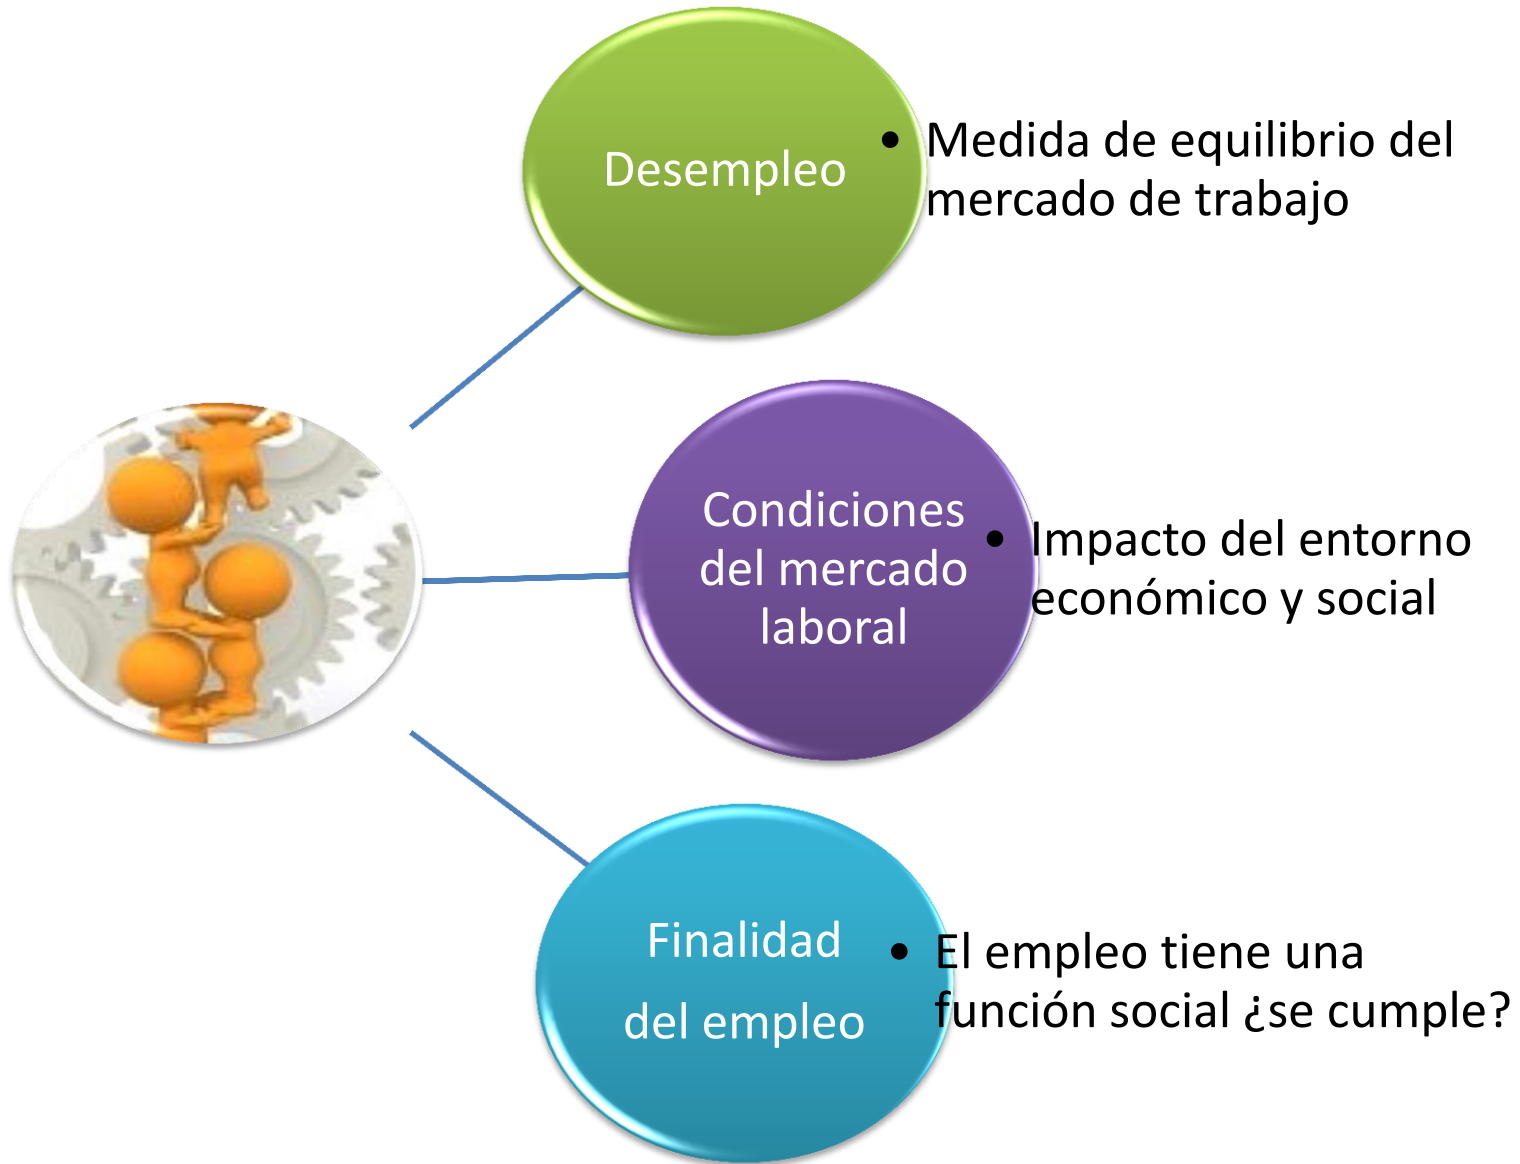 Desempleo
• Medida de equilibrio del
mercado de trabajo
Condiciones
del mercado
laboral
• Impacto del entorno
económico y social
Finalidad
del empleo
• El empleo tiene una
función social ¿se cumple?